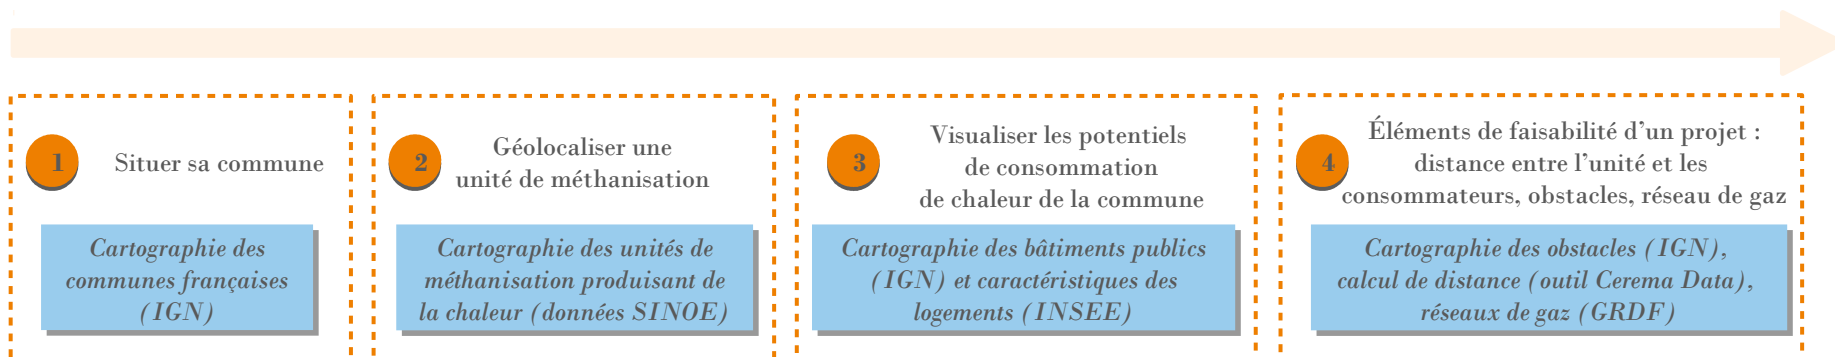 1
Situer sa commune
Cartographie des
communes françaises
(IGN)
2
Géolocaliser une
unité de méthanisation
Cartographie des unités de
méthanisation produisant de
la chaleur (données SINOE)
3
Visualiser les potentiels
de consommation
de chaleur de la commune
Cartographie des bâtiments publics
(IGN) et caractéristiques des
logements (INSEE)
4
Éléments de faisabilité d'un projet :
distance entre l'unité et les
consommateurs, obstacles, réseau de gaz
Cartographie des obstacles (IGN),
calcul de distance (outil Cerema Data),
réseaux de gaz (GRDF)